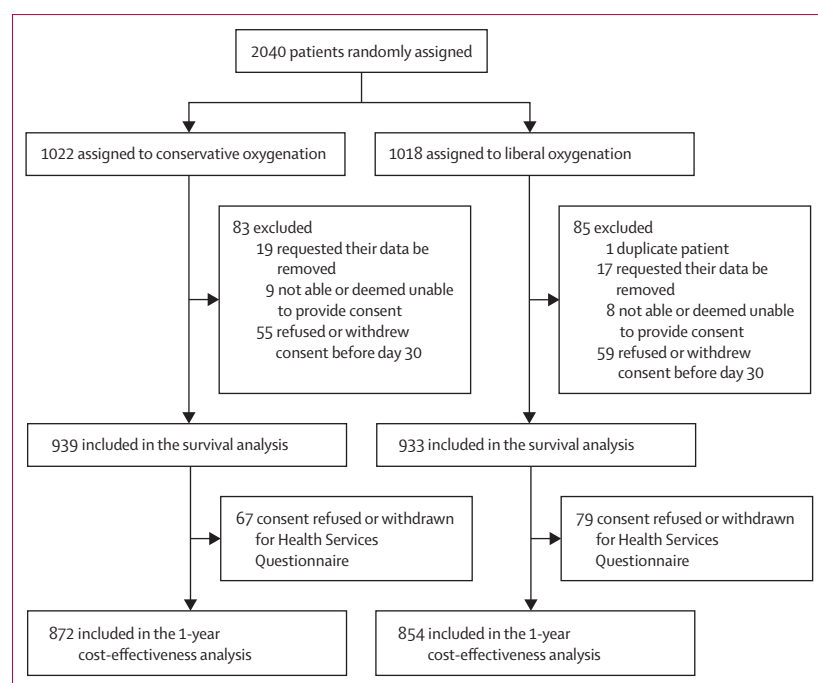 2040 patients randomly assigned
1022 assigned to conservative oxygenation
1018 assigned to liberal oxygenation
83 excluded
19 requested their data be
removed
9 not able or deemed unable
to provide consent
55 refused or withdrew
consent before day 30
85 excluded
1 duplicate patient
17 requested their data be
removed
8 not able or deemed unable
to provide consent
59 refused or withdrew
consent before day 30
939 included in the survival analysis
933 included in the survival analysis
67 consent refused or withdrawn
for Health Services
Questionnaire
79 consent refused or withdrawn
for Health Services
Questionnaire
872 included in the 1-year
cost-effectiveness analysis
854 included in the 1-year
cost-effectiveness analysis